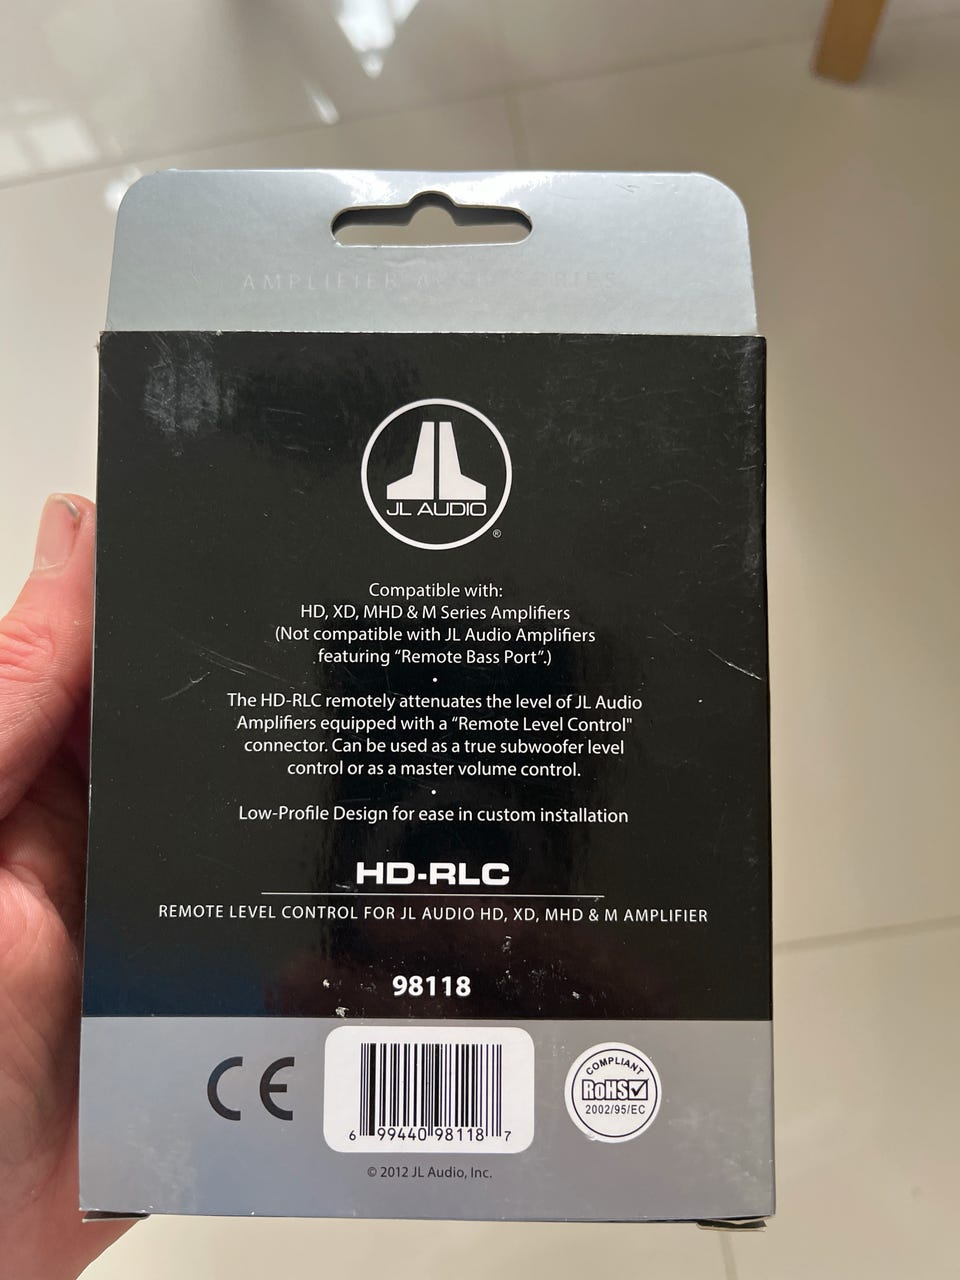 AMPLIFIER ACCESSORIES
JL AUDIO
®
Compatible with:
HD, XD, MHD & M Series Amplifiers
(Not compatible with JL Audio Amplifiers
featuring “Remote Bass Port”.)
•
The HD-RLC remotely attenuates the level of JL Audio
Amplifiers equipped with a “Remote Level Control"
connector. Can be used as a true subwoofer level
control or as a master volume control.
•
Low-Profile Design for ease in custom installation
HD-RLC
REMOTE LEVEL CONTROL FOR JL AUDIO HD, XD, MHD & M AMPLIFIER
98118
CE
6 99440 98118 7
COMPLIANT
RoHS
2002/95/EC
© 2012 JL Audio, Inc.